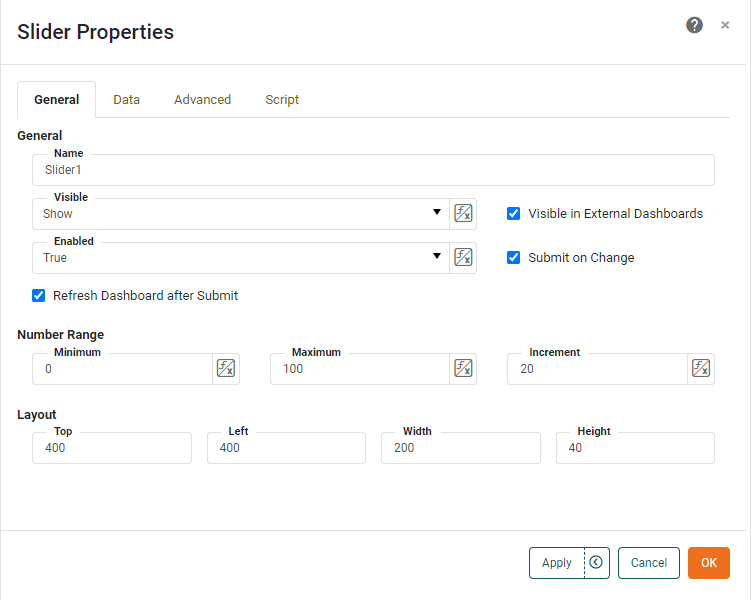 Slider Properties
General Data Advanced Script
General
Name
Slider1
Visible
Show
Visible in External Dashboards
Enabled
True
Submit on Change
Refresh Dashboard after Submit
Number Range
Minimum Maximum Increment
0 100 20
Layout
Top Left Width Height
400 400 200 40
Apply Cancel OK